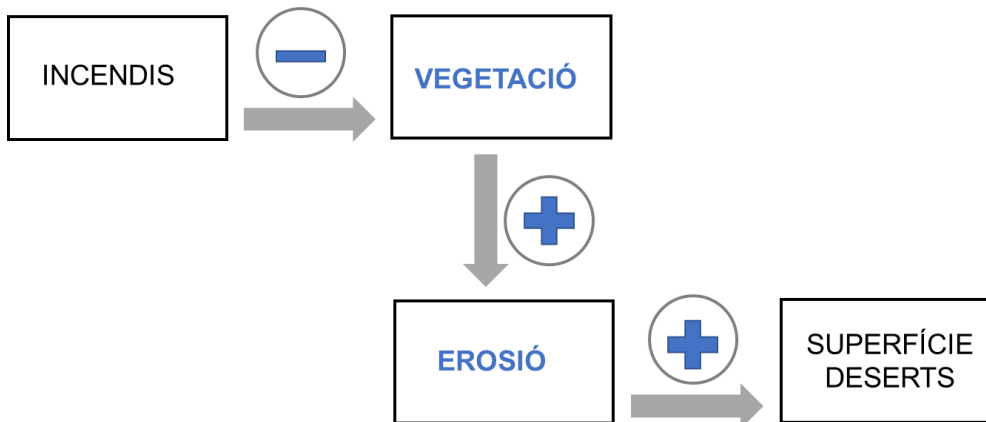 INCENDIS
VEGETACIÓ
EROSIÓ
SUPERFÍCIE
DESERTS